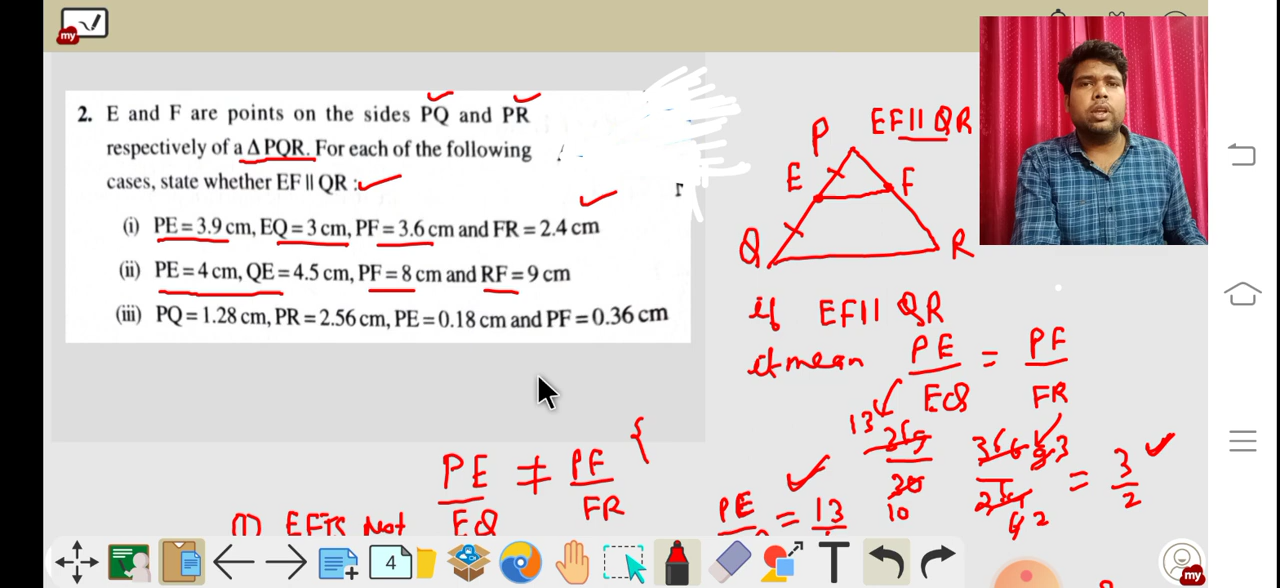 my
2. E and F are points on the sides PQ and PR
respectively of a Δ PQR. For each of the following
cases, state whether EF || QR :
(i) PE = 3.9 cm, EQ = 3 cm, PF = 3.6 cm and FR = 2.4 cm
(ii) PE = 4 cm, QE = 4.5 cm, PF = 8 cm and RF = 9 cm
(iii) PQ = 1.28 cm, PR = 2.56 cm, PE = 0.18 cm and PF = 0.36 cm
P EF || QR
E F
Q R
if EF || QR
it mean PE/EQ = PF/FR
13
10
= 3/2
PE = 13
PE/EQ ≠ PF/FR {
(1) EF is Not
4
T
my